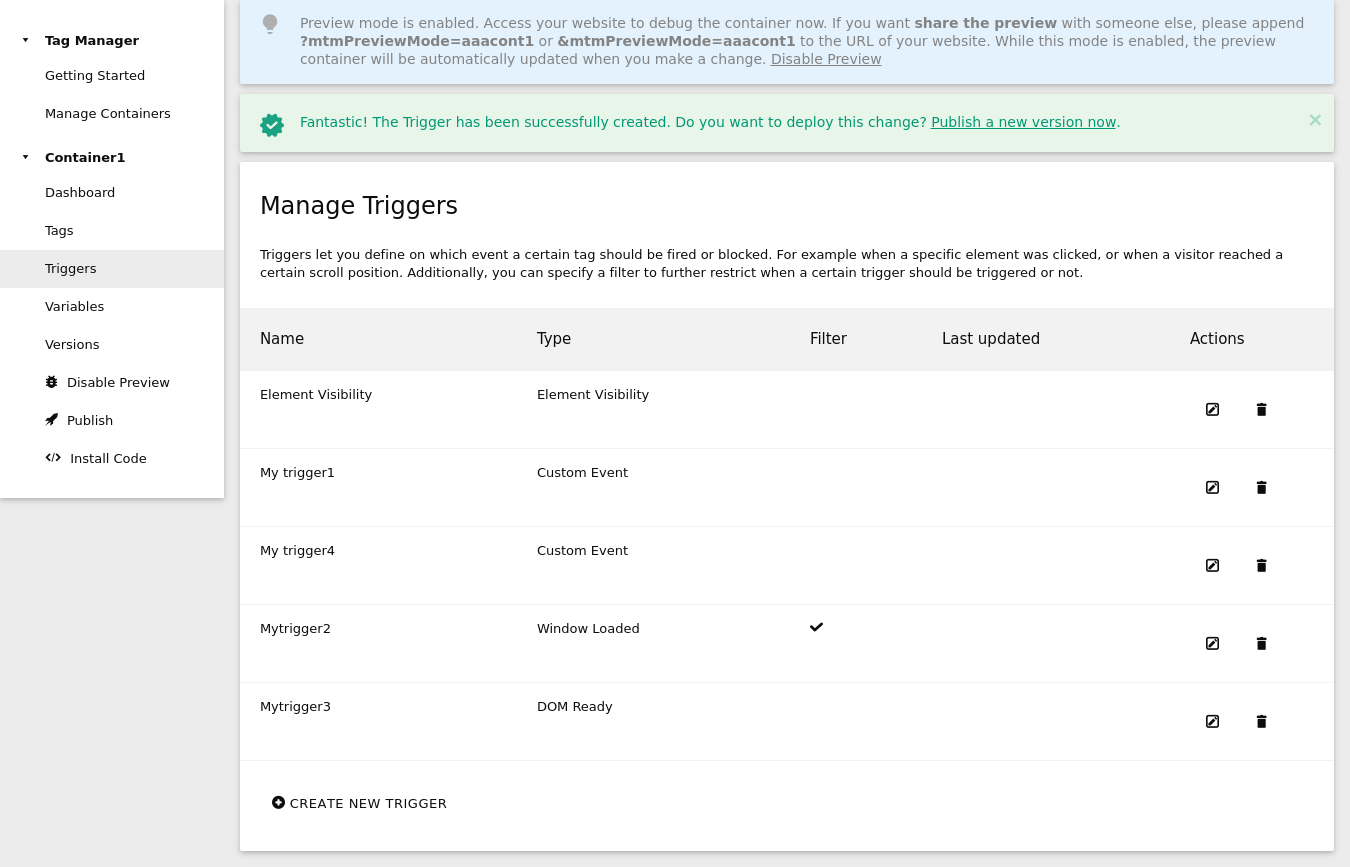 Tag Manager
Getting Started
Manage Containers
Container1
Dashboard
Tags
Triggers
Variables
Versions
Disable Preview
Publish
Install Code
Preview mode is enabled. Access your website to debug the container now. If you want share the preview with someone else, please append
?mtmPreviewMode=aaacont1 or &mtmPreviewMode=aaacont1 to the URL of your website. While this mode is enabled, the preview
container will be automatically updated when you make a change. Disable Preview
Fantastic! The Trigger has been successfully created. Do you want to deploy this change? Publish a new version now.
Manage Triggers
Triggers let you define on which event a certain tag should be fired or blocked. For example when a specific element was clicked, or when a visitor reached a
certain scroll position. Additionally, you can specify a filter to further restrict when a certain trigger should be triggered or not.
Name Type Filter Last updated Actions
Element Visibility Element Visibility
My trigger1 Custom Event
My trigger4 Custom Event
Mytrigger2 Window Loaded
Mytrigger3 DOM Ready
CREATE NEW TRIGGER